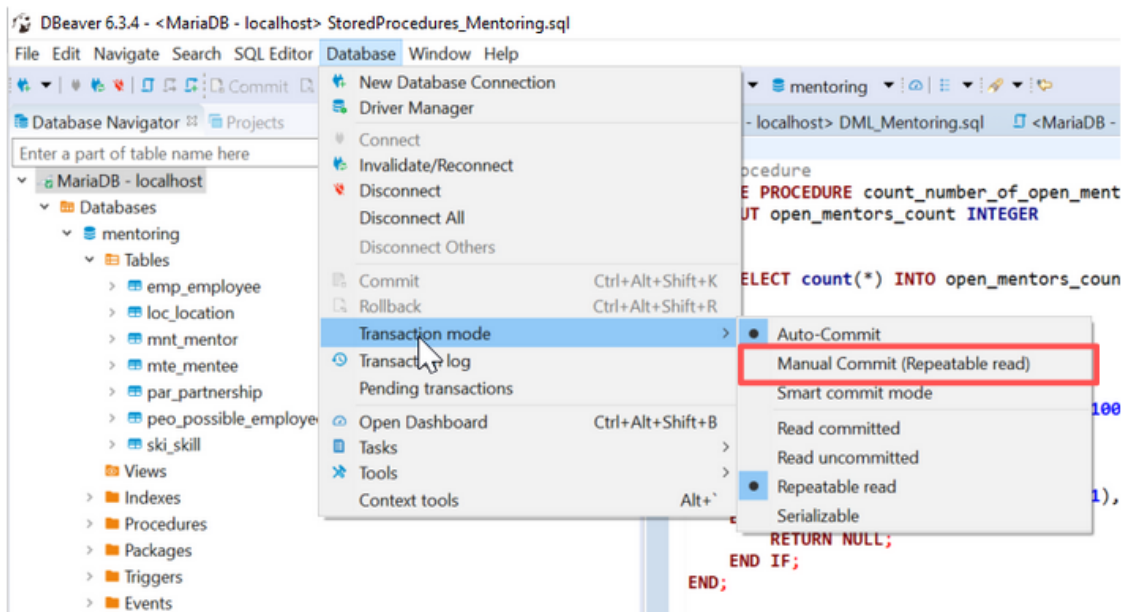 DBeaver 6.3.4 - <MariaDB - localhost> StoredProcedures_Mentoring.sql
File Edit Navigate Search SQL Editor Database Window Help
Commit
Database Navigator Projects
Enter a part of table name here
MariaDB - localhost
Databases
mentoring
Tables
emp_employee
loc_location
mnt_mentor
mte_mentee
par_partnership
peo_possible_employe
ski_skill
Views
Indexes
Procedures
Packages
Triggers
Events
New Database Connection
Driver Manager
Connect
Invalidate/Reconnect
Disconnect
Disconnect All
Disconnect Others
Commit Ctrl+Alt+Shift+K
Rollback Ctrl+Alt+Shift+R
Transaction mode
Transaction log
Pending transactions
Open Dashboard Ctrl+Alt+Shift+B
Tasks
Tools
Context tools Alt+`
Auto-Commit
Manual Commit (Repeatable read)
Smart commit mode
Read committed
Read uncommitted
Repeatable read
Serializable
mentoring
- localhost> DML_Mentoring.sql <MariaDB -
ocedure
E PROCEDURE count_number_of_open_ment
UT open_mentors_count INTEGER
ELECT count(*) INTO open_mentors_coun
100
1),
RETURN NULL;
END IF;
END;